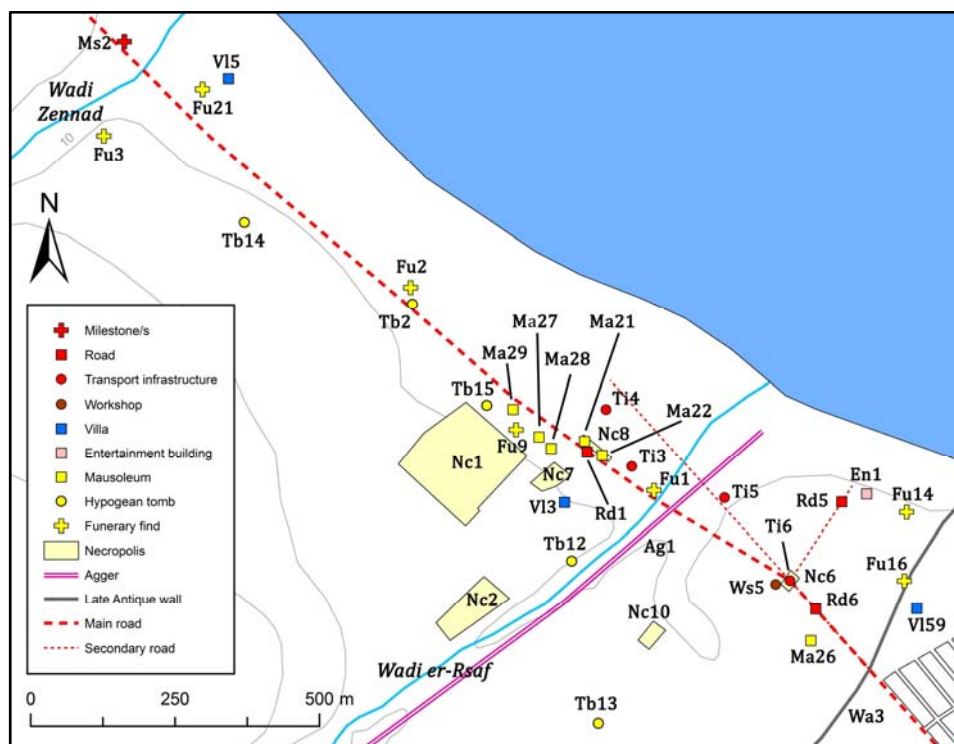 Ms2
Vl5
Wadi
Zennad
Fu21
10
Fu3
N
Tb14
Fu2
Tb2
Ma27
Ma21
Ma29
Ma28
Milestone/s
Road
Transport infrastructure
Workshop
Villa
Entertainment building
Mausoleum
Hypogean tomb
Funerary find
Necropolis
Agger
Late Antique wall
Main road
Secondary road
0 250 500 m
Tb15
Ti4
Ma22
Nc8
Fu9
Nc1
Nc7
Ti3
Vl3
Rd1
Fu1
Ti5
En1
Rd5
Fu14
Tb12
Ag1
Ti6
Nc6
Fu16
Ws5
Rd6
Vl59
Nc2
Nc10
Ma26
Wadi er-Rsaf
Tb13
Wa3